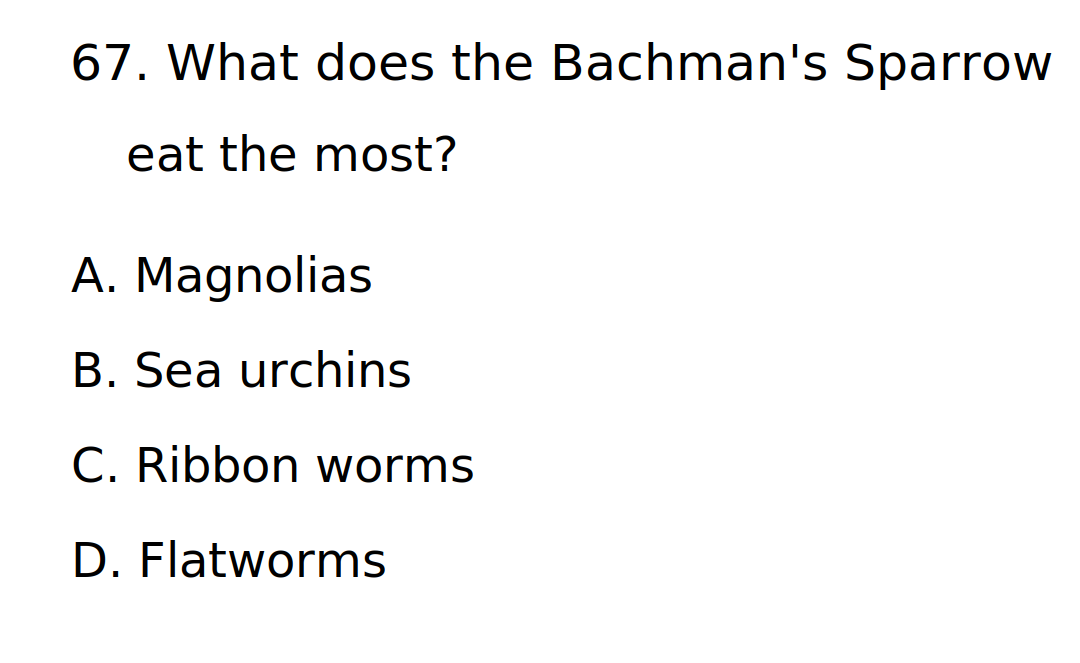 67. What does the Bachman's Sparrow
eat the most?
A. Magnolias
B. Sea urchins
C. Ribbon worms
D. Flatworms